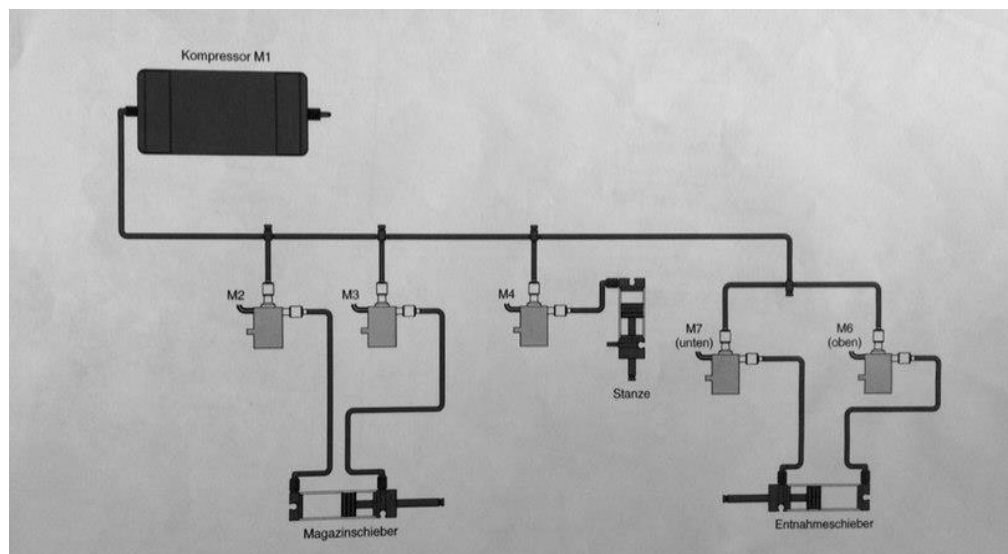 Kompressor M1
M2
M3
M4
M7
(unten)
M6
(oben)
Stanze
Magazinschieber
Entnahmeschieber